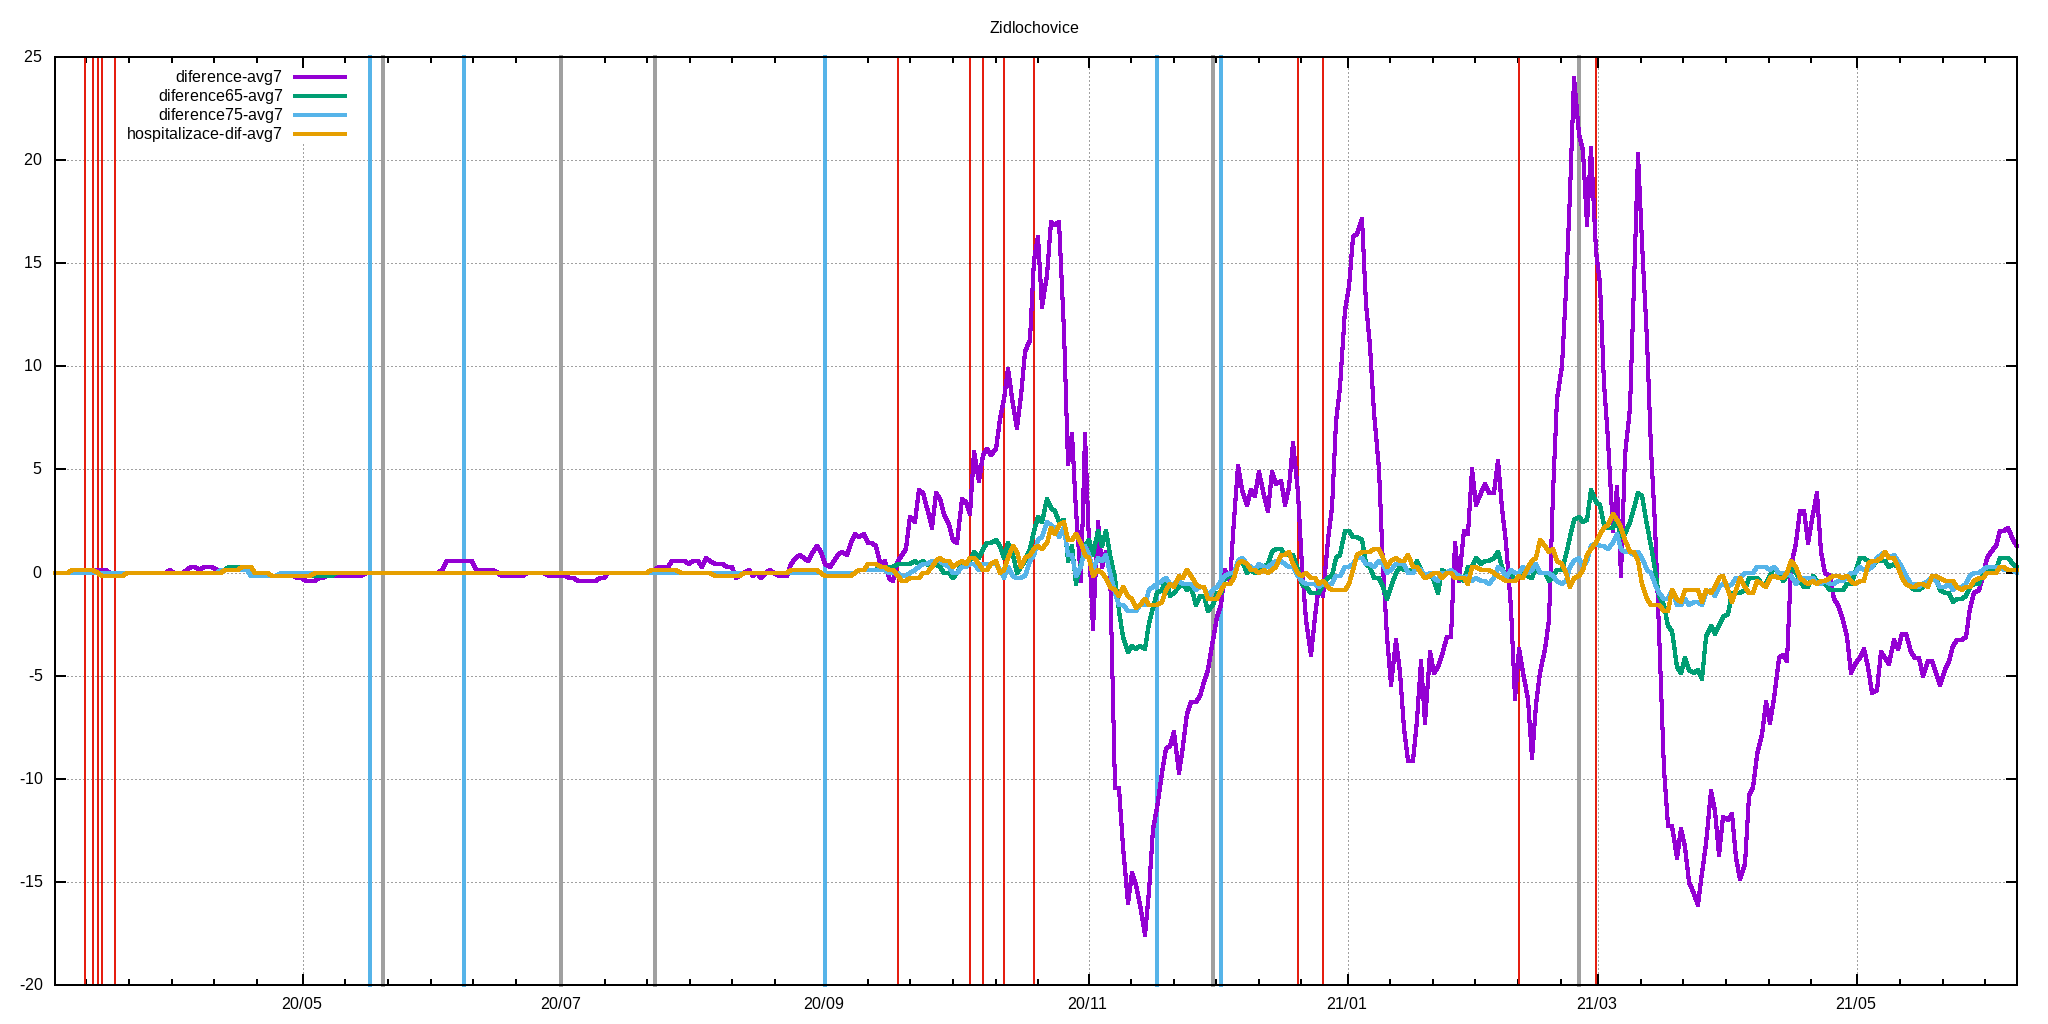 Zidlochovice
25
20
15
10
5
0
-5
-10
-15
-20
diference-avg7
diference65-avg7
diference75-avg7
hospitalizace-dif-avg7
20/05 20/07 20/09 20/11 21/01 21/03 21/05